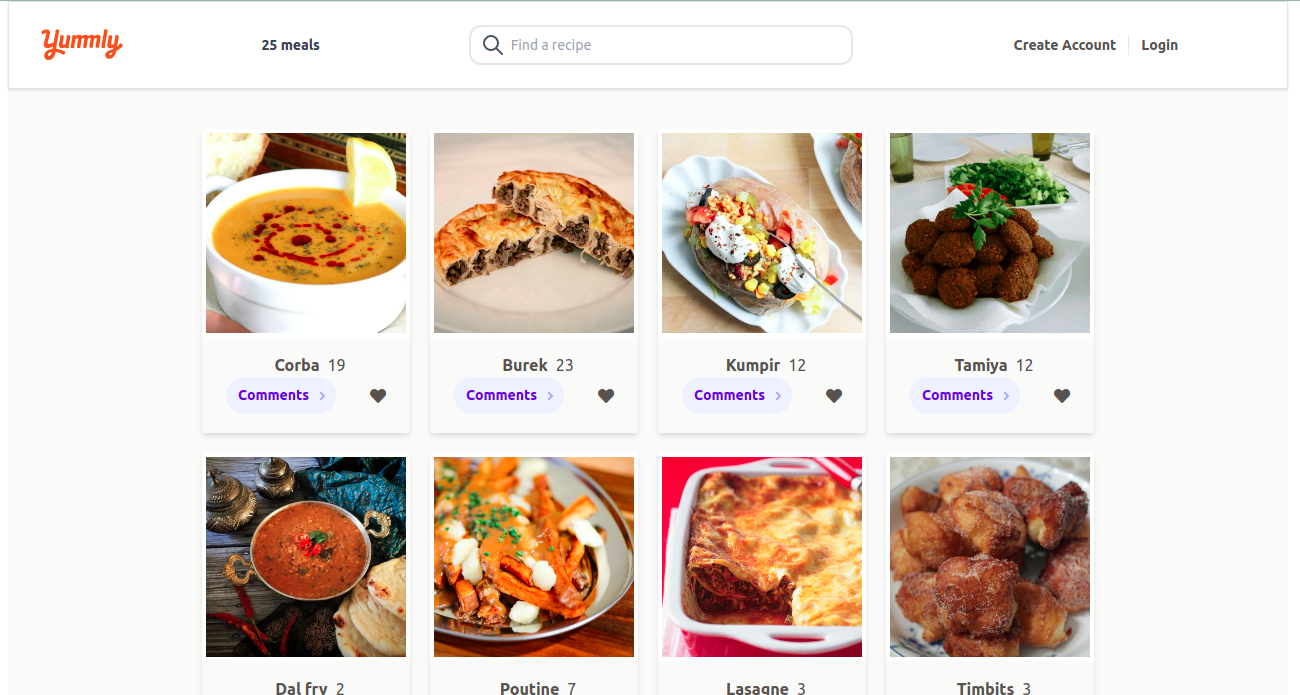 Yummly
25 meals
Find a recipe
Create Account
Login
Corba 19
Burek 23
Kumpir 12
Tamiya 12
Comments
Comments
Comments
Comments
Dal fry 2
Poutine 7
Lasagne 3
Timbits 3